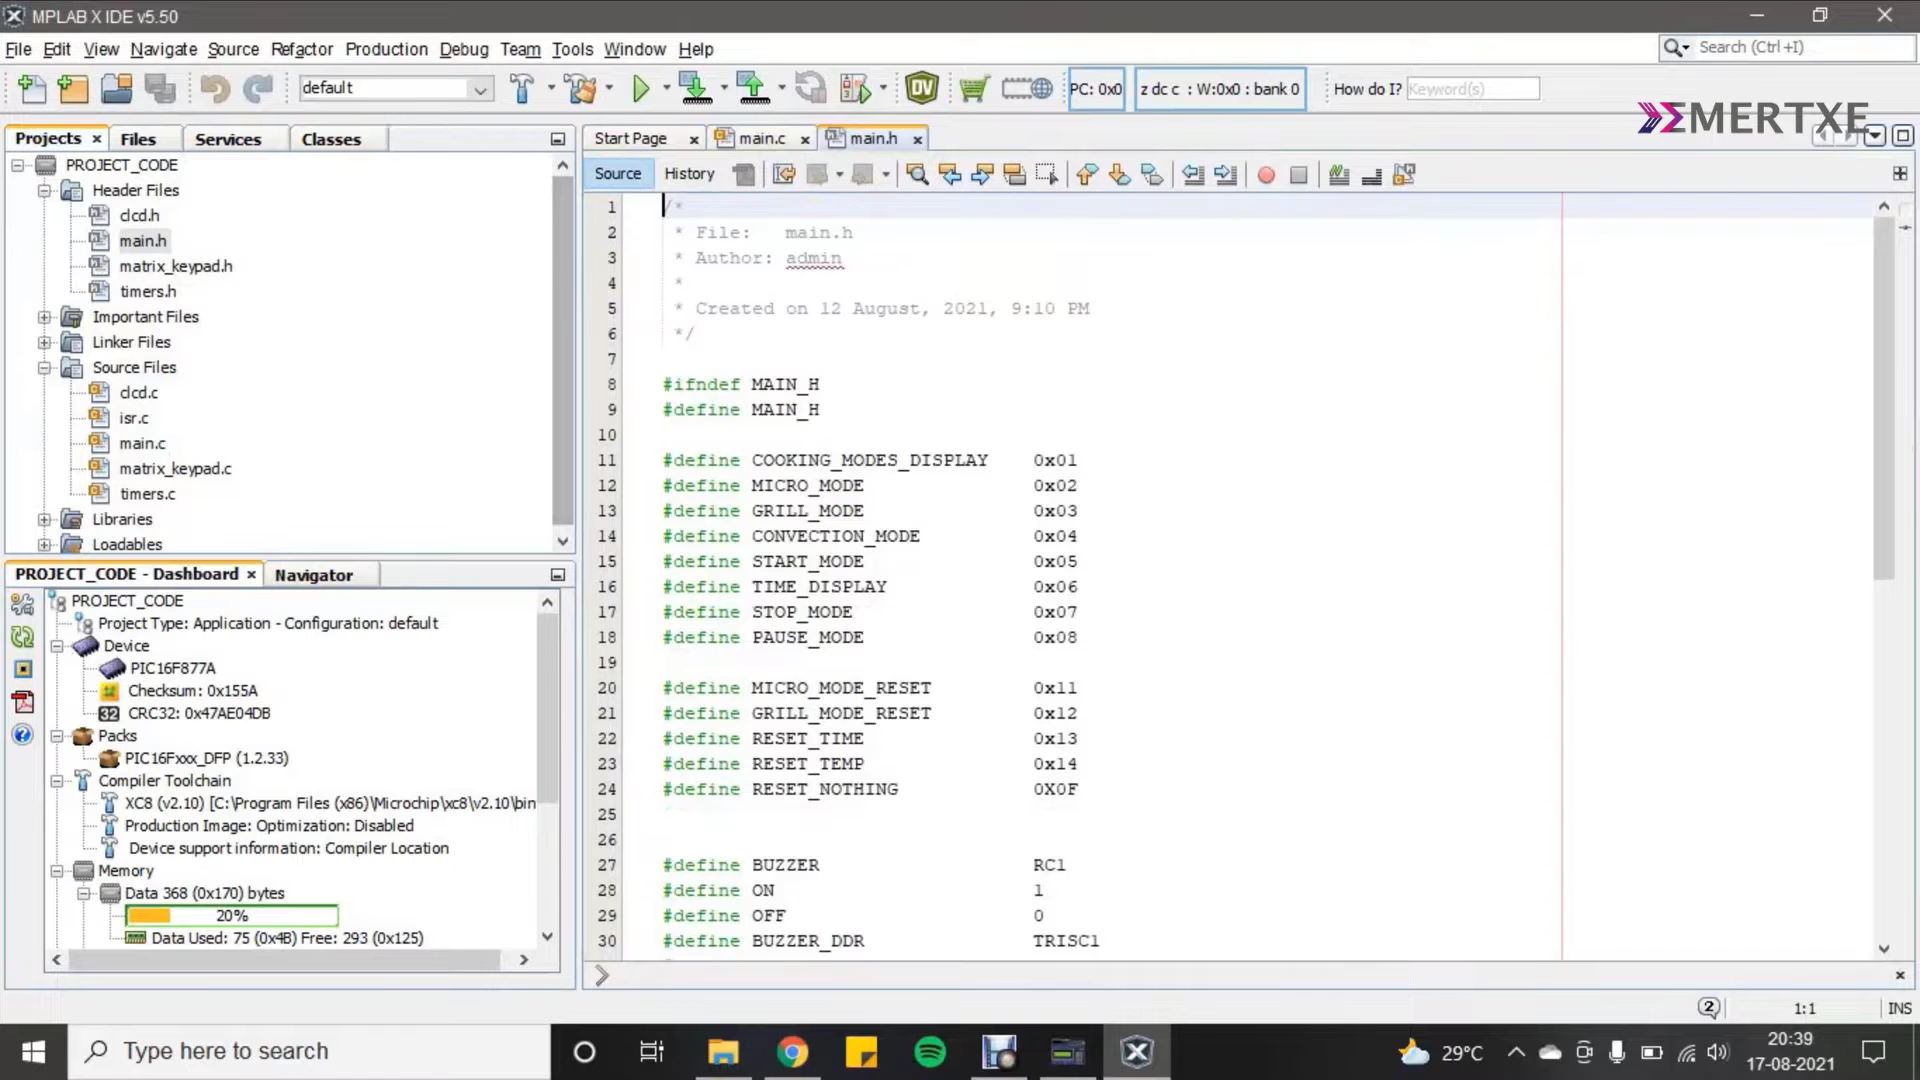 MPLAB X IDE v5.50
File Edit View Navigate Source Refactor Production Debug Team Tools Window Help
Search (Ctrl +I)
default
PC: 0x0
z dc c : W:0x0 : bank 0
How do I?
Keyword(s)
EMERTXE
Projects
Files
Services
Classes
PROJECT_CODE
Header Files
clcd.h
main.h
matrix_keypad.h
timers.h
Important Files
Linker Files
Source Files
clcd.c
isr.c
main.c
matrix_keypad.c
timers.c
Libraries
Loadables
PROJECT_CODE - Dashboard
Navigator
PROJECT_CODE
Project Type: Application - Configuration: default
Device
PIC16F877A
Checksum: 0x155A
32 CRC32: 0x47AE04DB
Packs
PIC16Fxxx_DFP (1.2.33)
Compiler Toolchain
XC8 (v2.10) [C:\Program Files (x86)\Microchip\xc8\v2.10\bin
Production Image: Optimization: Disabled
Device support information: Compiler Location
Memory
Data 368 (0x170) bytes
20%
Data Used: 75 (0x4B) Free: 293 (0x125)
Start Page
main.c
main.h
Source
History
1 /*
2 * File: main.h
3 * Author: admin
4 *
5 * Created on 12 August, 2021, 9:10 PM
6 */
7
8 #ifndef MAIN_H
9 #define MAIN_H
10
11 #define COOKING_MODES_DISPLAY 0x01
12 #define MICRO_MODE 0x02
13 #define GRILL_MODE 0x03
14 #define CONVECTION_MODE 0x04
15 #define START_MODE 0x05
16 #define TIME_DISPLAY 0x06
17 #define STOP_MODE 0x07
18 #define PAUSE_MODE 0x08
19
20 #define MICRO_MODE_RESET 0x11
21 #define GRILL_MODE_RESET 0x12
22 #define RESET_TIME 0x13
23 #define RESET_TEMP 0x14
24 #define RESET_NOTHING 0X0F
25
26
27 #define BUZZER RC1
28 #define ON 1
29 #define OFF 0
30 #define BUZZER_DDR TRISC1
2
1:1
INS
Type here to search
29°C
20:39
17-08-2021